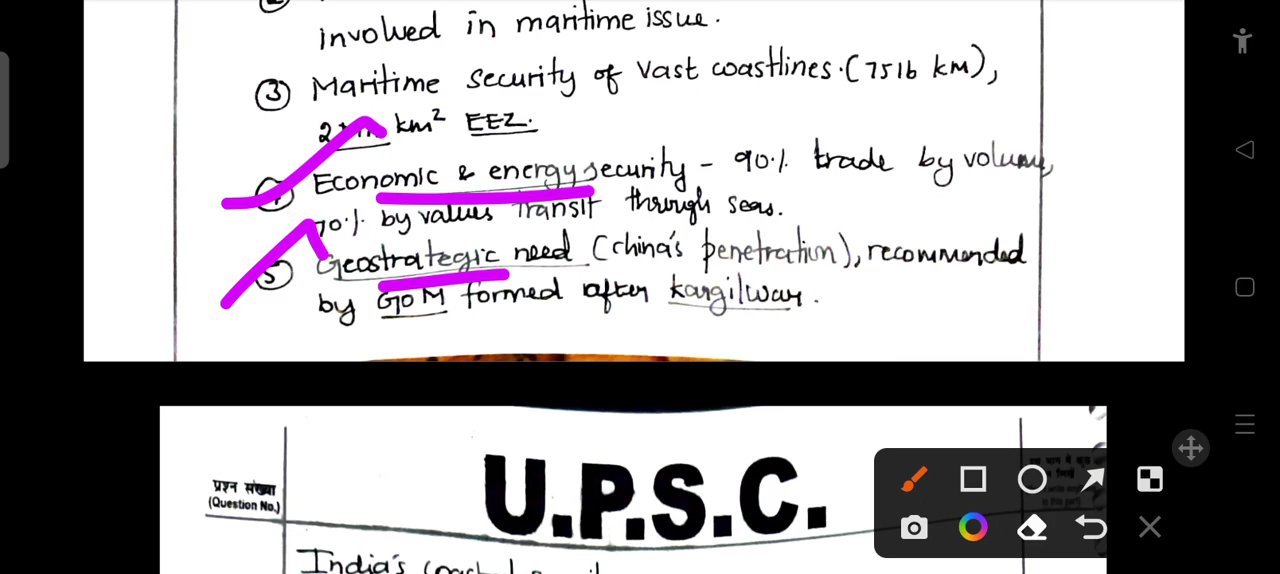 involved in maritime issue.
③ Maritime security of vast coastlines.(7516 km),
km² EEZ.
Economic & energy security - 90% trade by volume,
70% by values transit through seas.
⑤ Geostrategic need (china's penetration), recommended
by GOM formed after kargilwar.
U.P.S.C.
प्रश्न संख्या
(Question No.)
India's